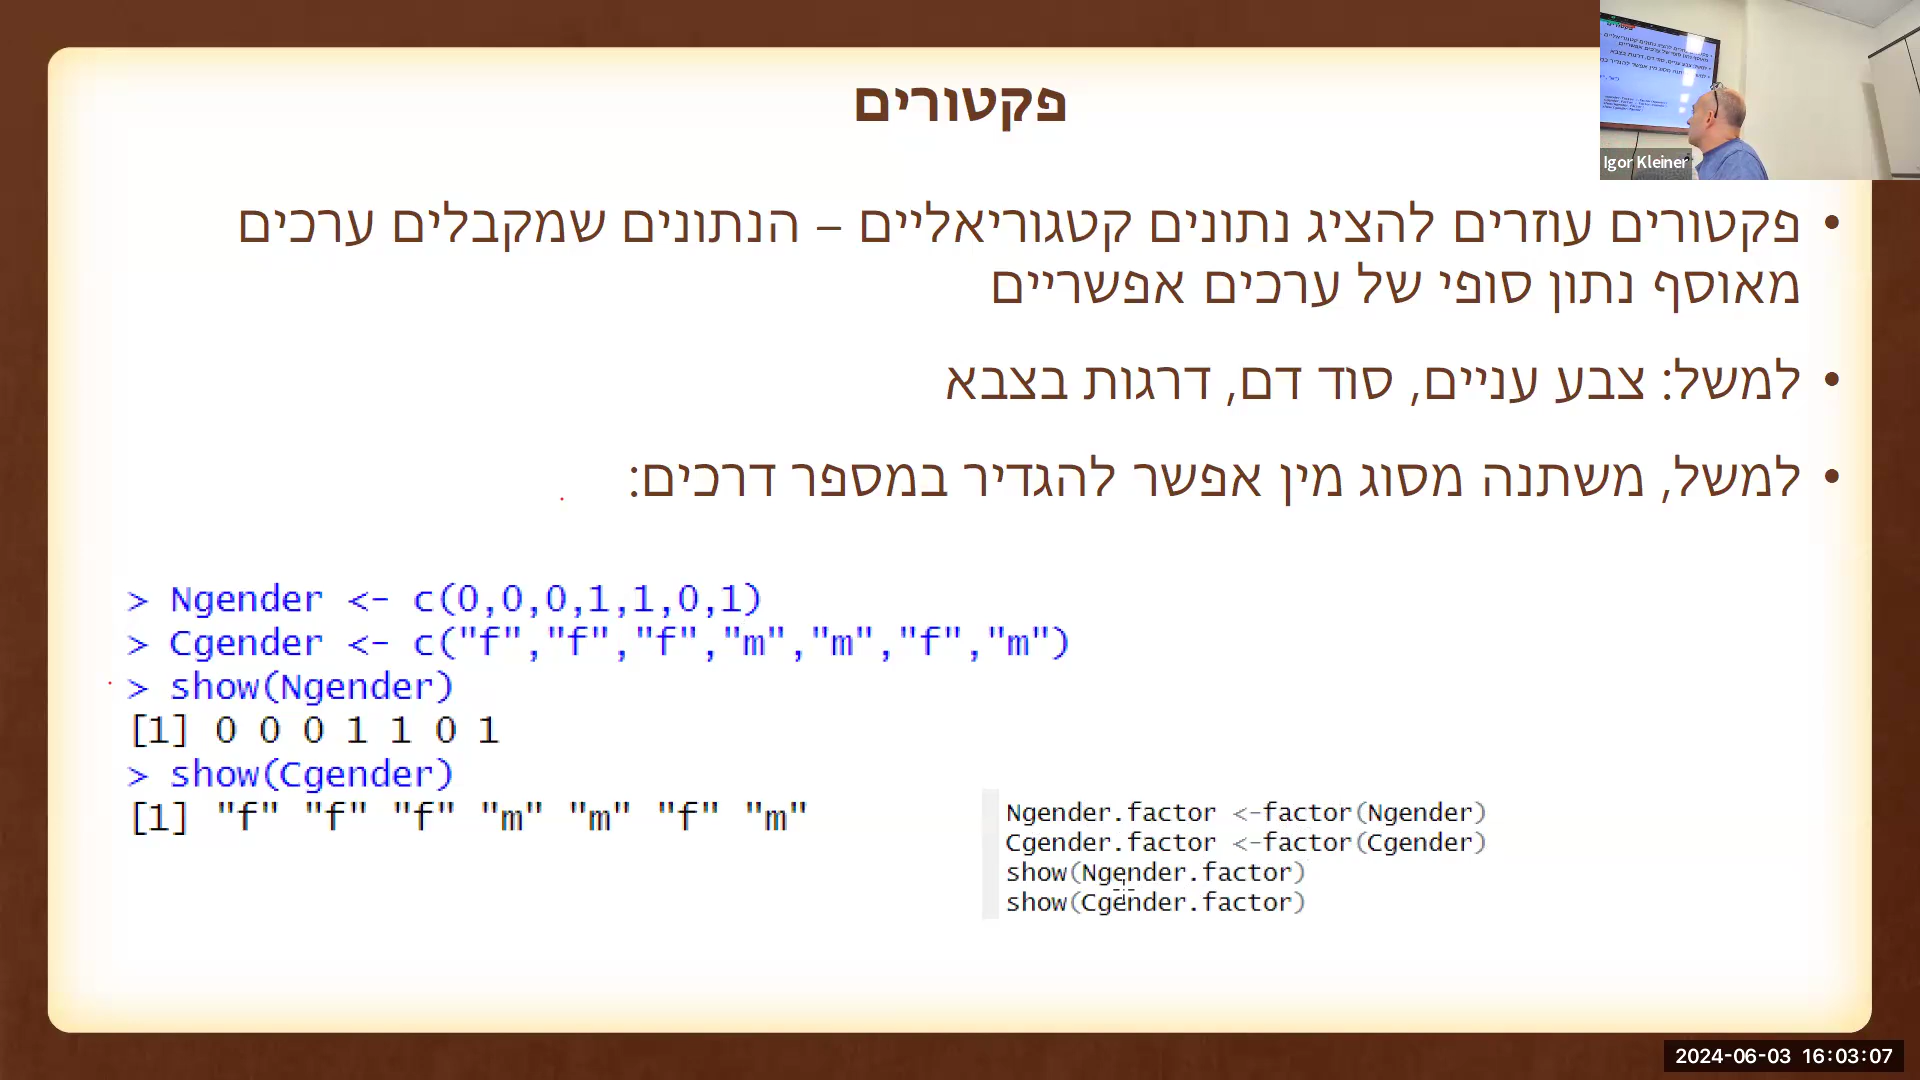 פקטורים
Igor Kleiner
• פקטורים עוזרים להציג נתונים קטגוריאליים – הנתונים שמקבלים ערכים
מאוסף נתון סופי של ערכים אפשריים
• למשל: צבע עניים, סוד דם, דרגות בצבא
• למשל, משתנה מסוג מין אפשר להגדיר במספר דרכים:
> Ngender <- c(0,0,0,1,1,0,1)
> Cgender <- c("f","f","f","m","m","f","m")
> show(Ngender)
[1] 0 0 0 1 1 0 1
> show(Cgender)
[1] "f" "f" "f" "m" "m" "f" "m"
Ngender.factor <-factor(Ngender)
Cgender.factor <-factor(Cgender)
show(Ngender.factor)
show(Cgender.factor)
2024-06-03 16:03:07